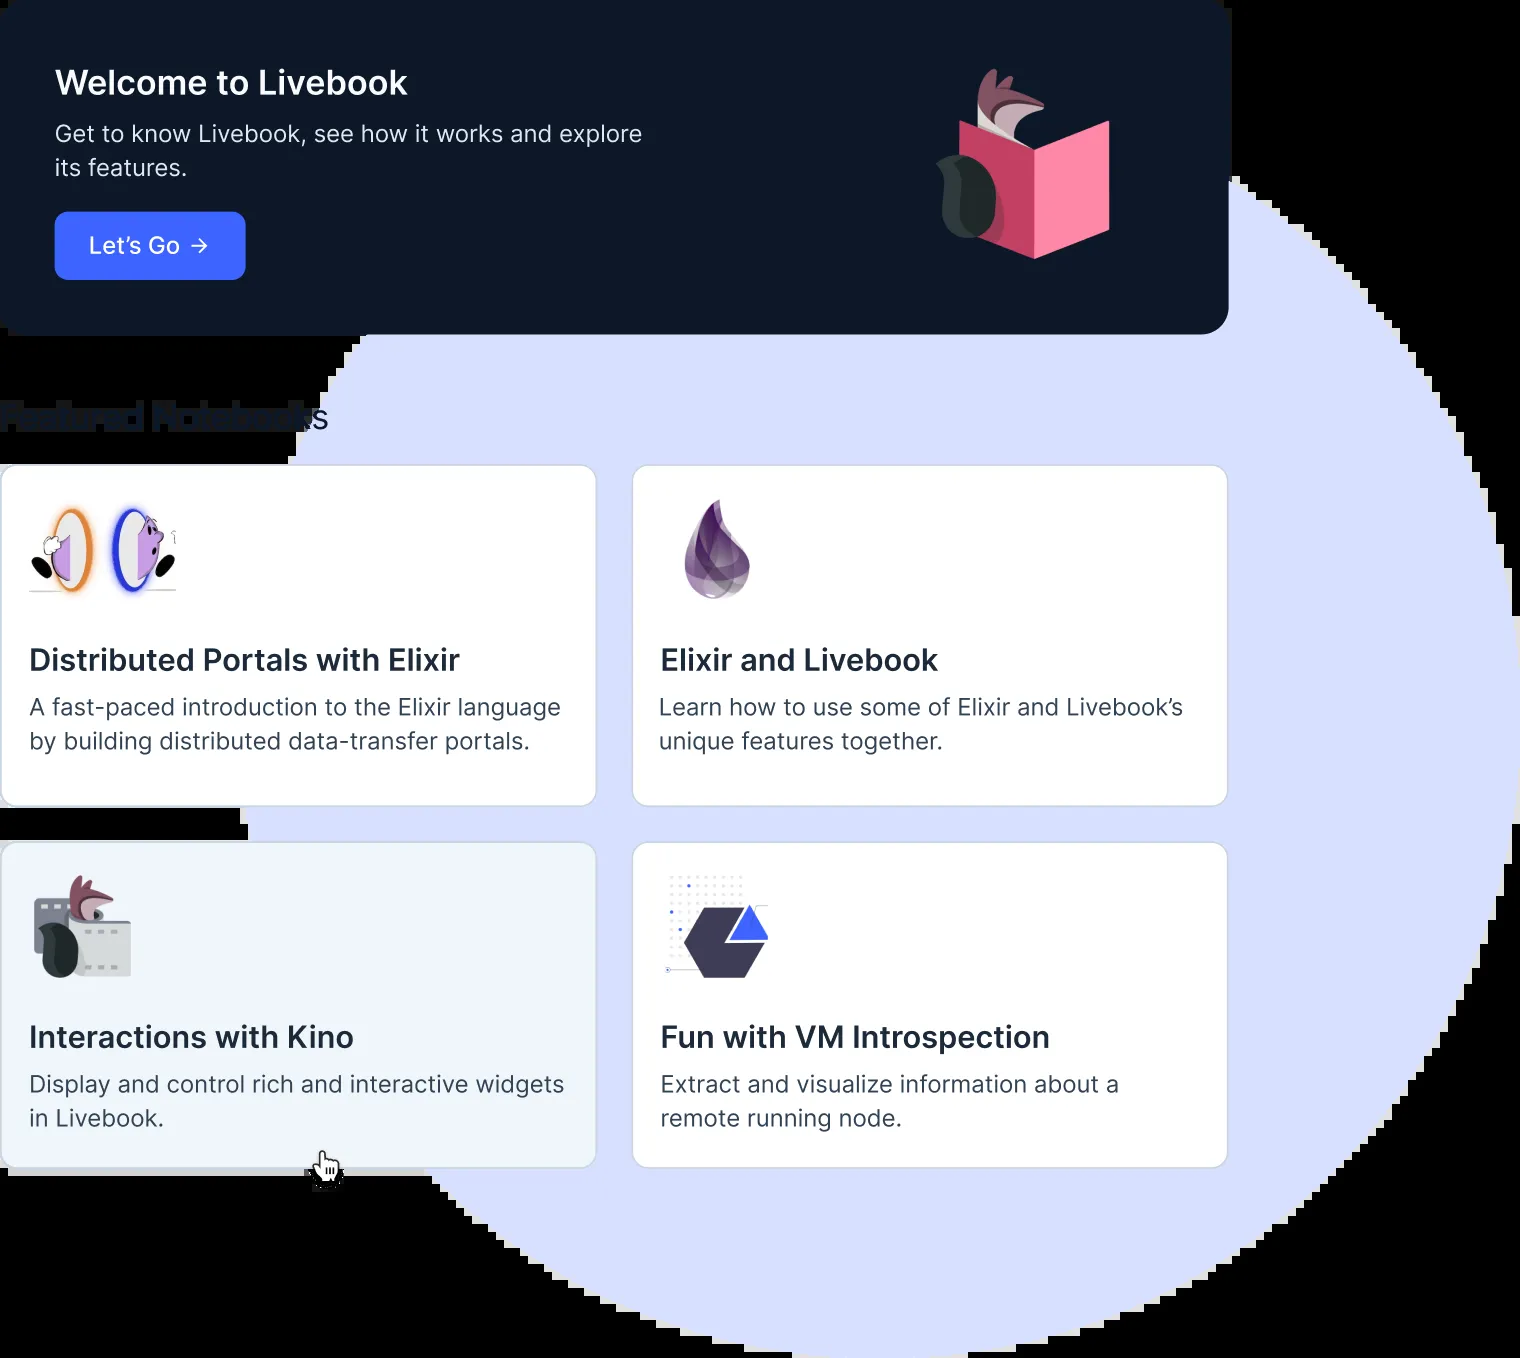 Welcome to Livebook
Get to know Livebook, see how it works and explore
its features.
Let’s Go →
Featured Notebooks
Distributed Portals with Elixir
A fast-paced introduction to the Elixir language
by building distributed data-transfer portals.
Elixir and Livebook
Learn how to use some of Elixir and Livebook’s
unique features together.
Interactions with Kino
Display and control rich and interactive widgets
in Livebook.
Fun with VM Introspection
Extract and visualize information about a
remote running node.